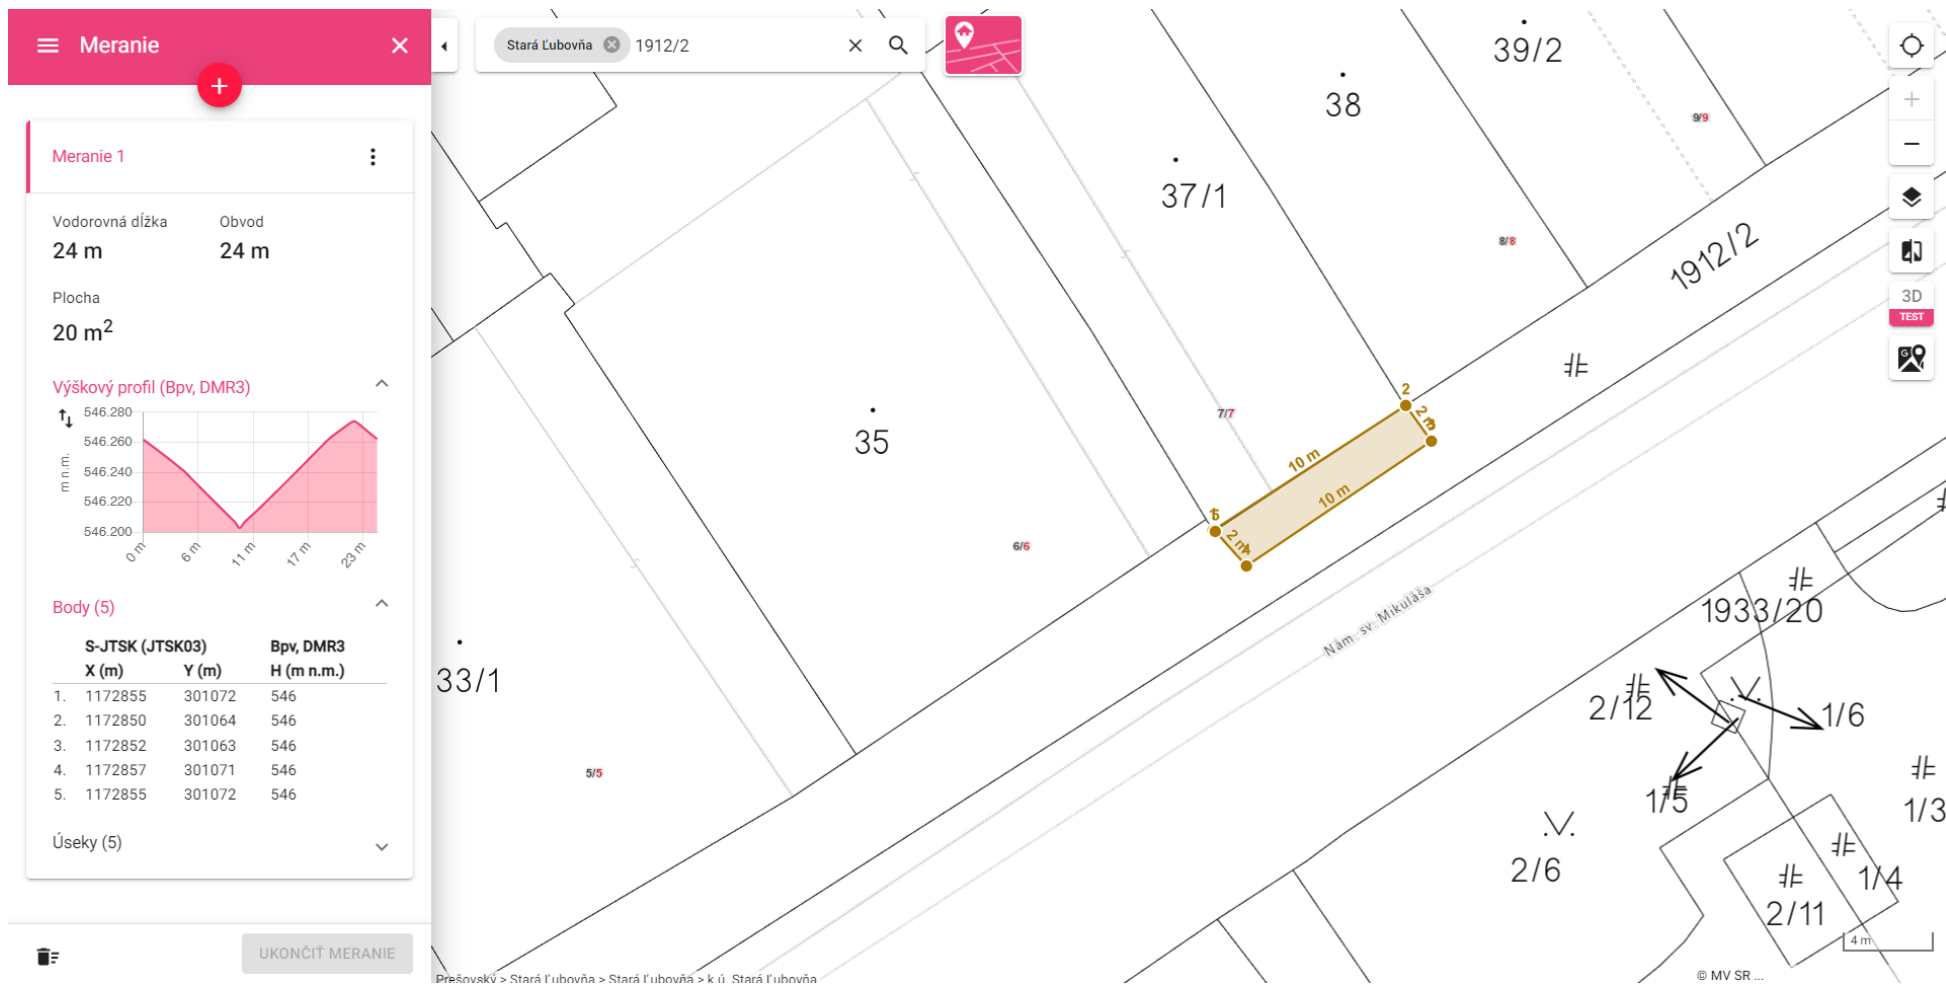 Meranie
Meranie 1
Vodorovná dĺžka
Obvod
24 m
24 m
Plocha
20 m2
Výškový profil (Bpv, DMR3)
m n.m.
546.280
546.260
546.240
546.220
546.200
0 m
6 m
11 m
17 m
23 m
Body (5)
S-JTSK (JTSK03) Bpv, DMR3
X (m) Y (m) H (m n.m.)
1. 1172855 301072 546
2. 1172850 301064 546
3. 1172852 301063 546
4. 1172857 301071 546
5. 1172855 301072 546
Úseky (5)
UKONČIŤ MERANIE
Stará Ľubovňa 1912/2
39/2
38
9/9
37/1
8/8
1912/2
3D
TEST
35
7/7
2
2 m
10 m
10 m
2 m
6/6
Nám. sv. Mikuláša
33/1
5/5
1933/20
2/12
1/6
1/5
1/3
2/6
1/4
2/11
4 m
Prešovský > Stará Ľubovňa > Stará Ľubovňa > k.ú. Stará Ľubovňa
© MV SR ...